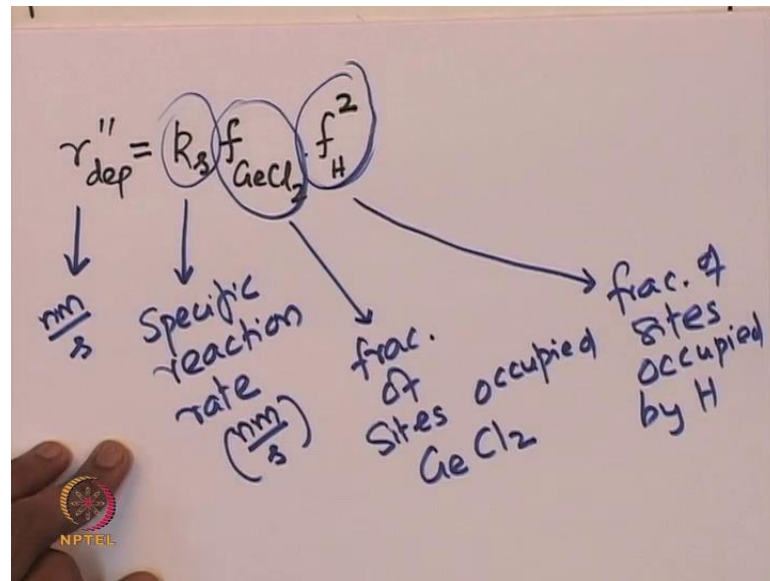 r''dep = ks fGeCl2 · fH²
nm/s
Specific
reaction
rate
(nm/s)
frac.
of
sites occupied
GeCl2
frac. of
sites
occupied
by H
NPTEL